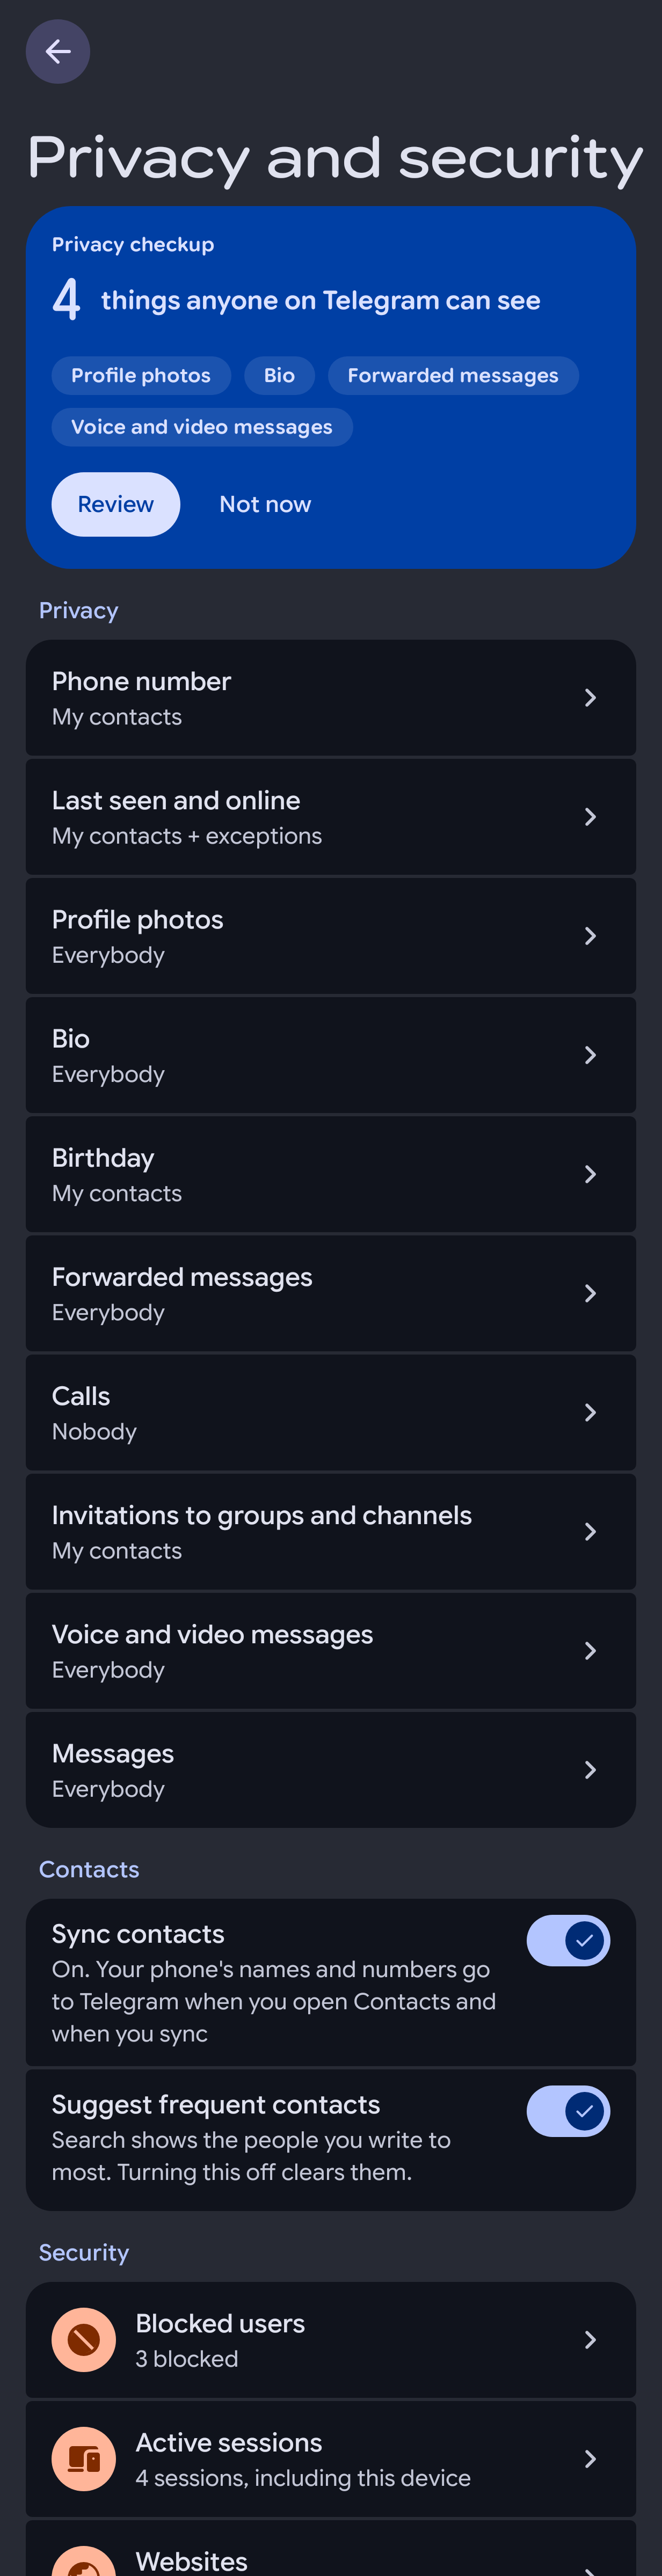 Privacy and security
Privacy checkup
4 things anyone on Telegram can see
Profile photos Bio Forwarded messages
Voice and video messages
Review Not now
Privacy
Phone number
My contacts
Last seen and online
My contacts + exceptions
Profile photos
Everybody
Bio
Everybody
Birthday
My contacts
Forwarded messages
Everybody
Calls
Nobody
Invitations to groups and channels
My contacts
Voice and video messages
Everybody
Messages
Everybody
Contacts
Sync contacts
On. Your phone's names and numbers go
to Telegram when you open Contacts and
when you sync
Suggest frequent contacts
Search shows the people you write to
most. Turning this off clears them.
Security
Blocked users
3 blocked
Active sessions
4 sessions, including this device
Websites